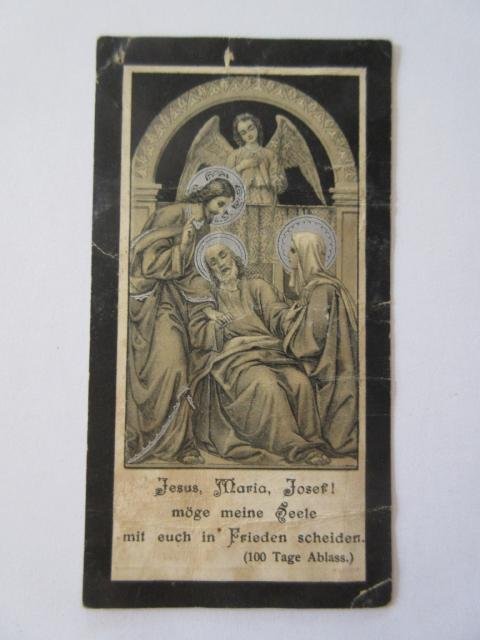 Jesus, Maria, Josef!
möge meine Seele
mit euch in Frieden scheiden.
(100 Tage Ablass.)